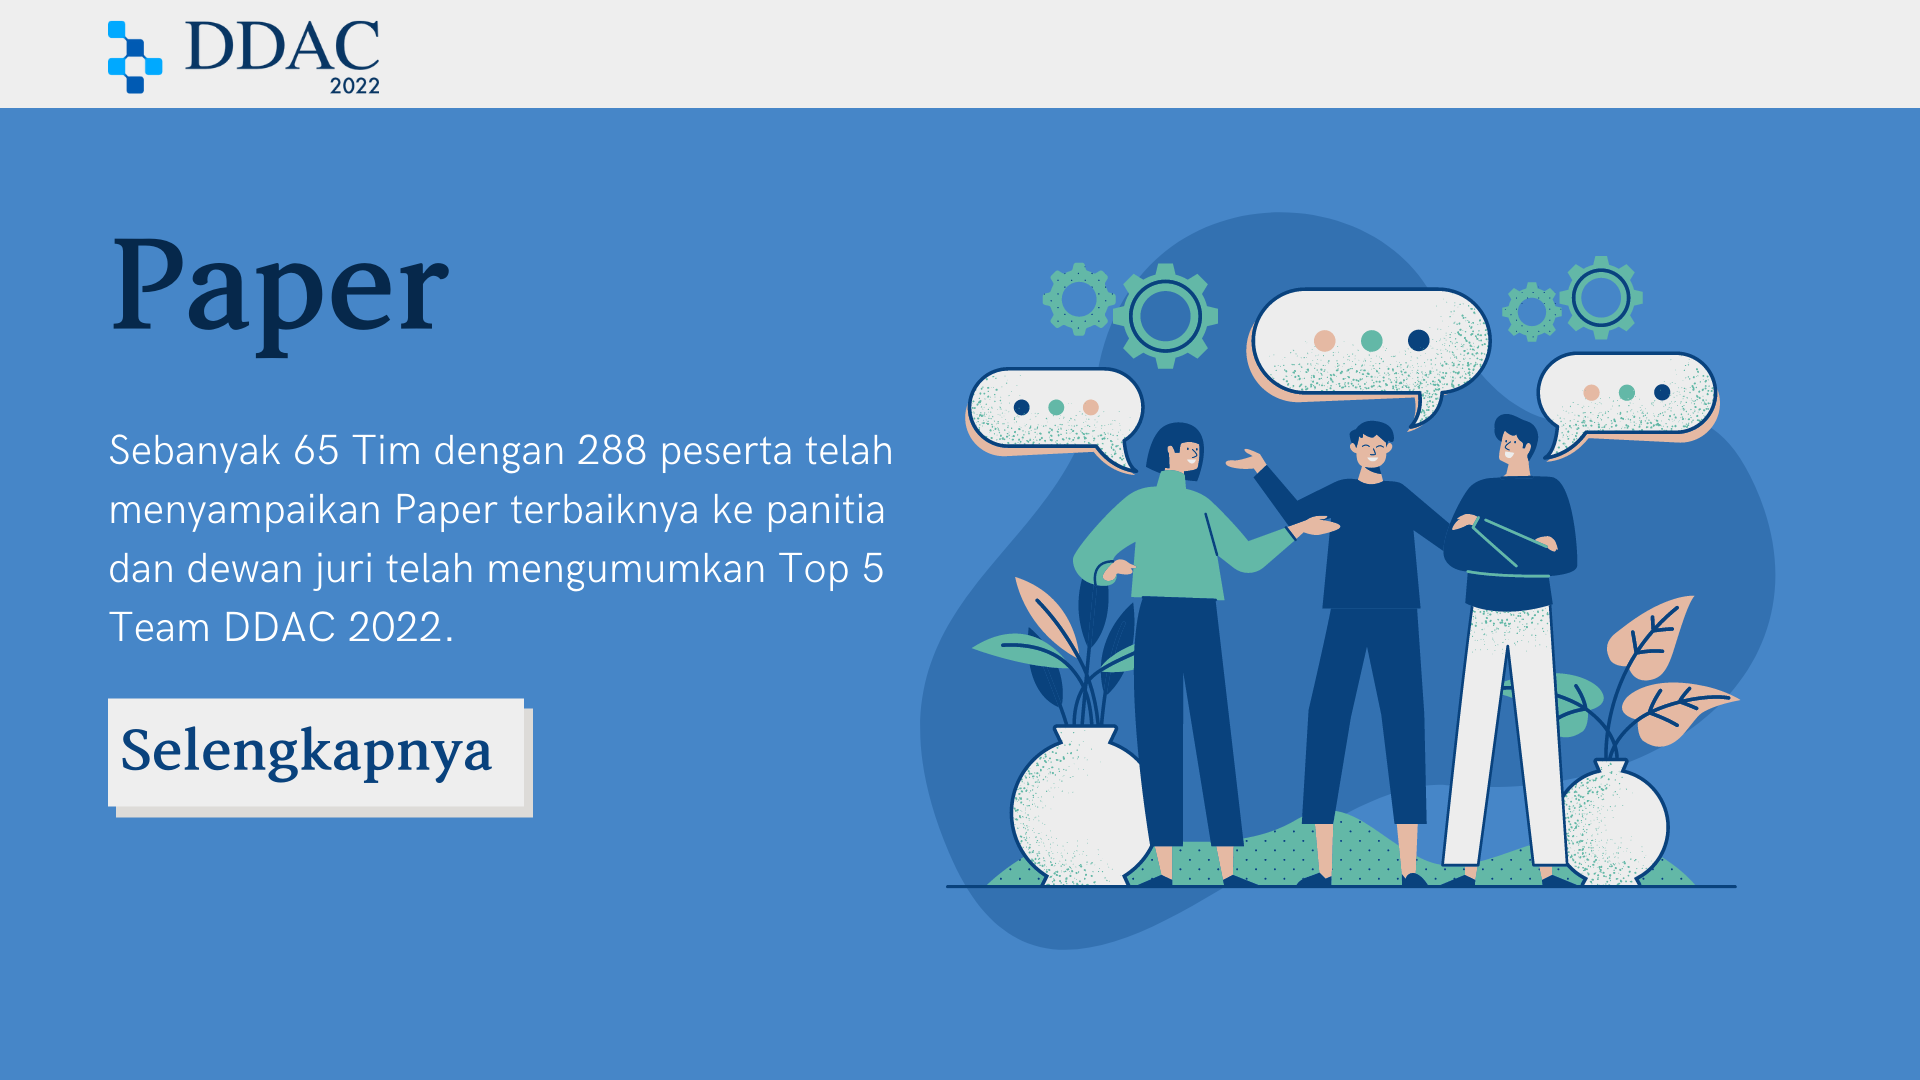 DDAC
2022
Paper
Sebanyak 65 Tim dengan 288 peserta telah
menyampaikan Paper terbaiknya ke panitia
dan dewan juri telah mengumumkan Top 5
Team DDAC 2022.
Selengkapnya